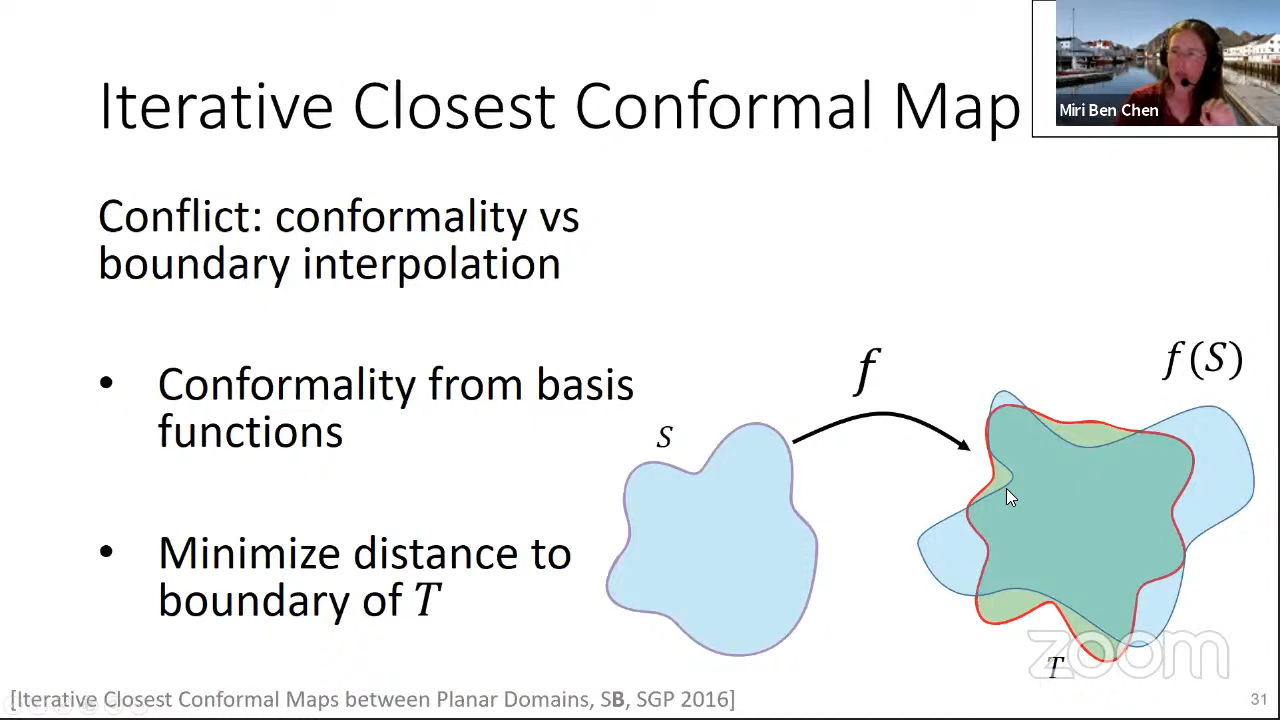 Iterative Closest Conformal Map
Miri Ben Chen
Conflict: conformality vs
boundary interpolation
• Conformality from basis
functions
• Minimize distance to
boundary of T
S
f
f(S)
T
zoom
[Iterative Closest Conformal Maps between Planar Domains, SB, SGP 2016]
31